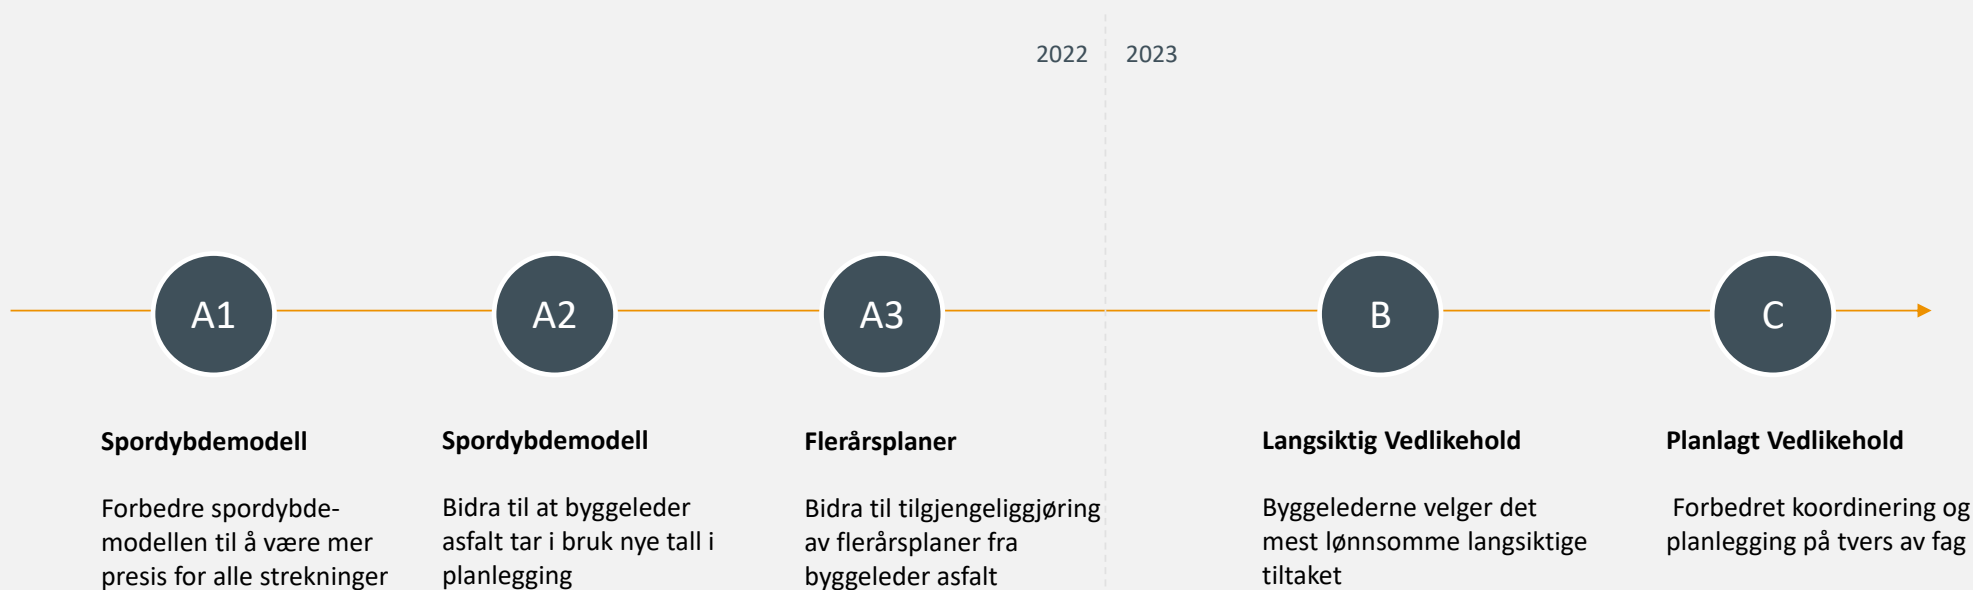 2022
2023
A1
A2
A3
B
C
Spordybdemodell
Forbedre spordybde-
modellen til å være mer
presis for alle strekninger
Spordybdemodell
Bidra til at byggeleder
asfalt tar i bruk nye tall i
planlegging
Flerårsplaner
Bidra til tilgjengeliggjøring
av flerårsplaner fra
byggeleder asfalt
Langsiktig Vedlikehold
Byggelederne velger det
mest lønnsomme langsiktige
tiltaket
Planlagt Vedlikehold
Forbedret koordinering og
planlegging på tvers av fag